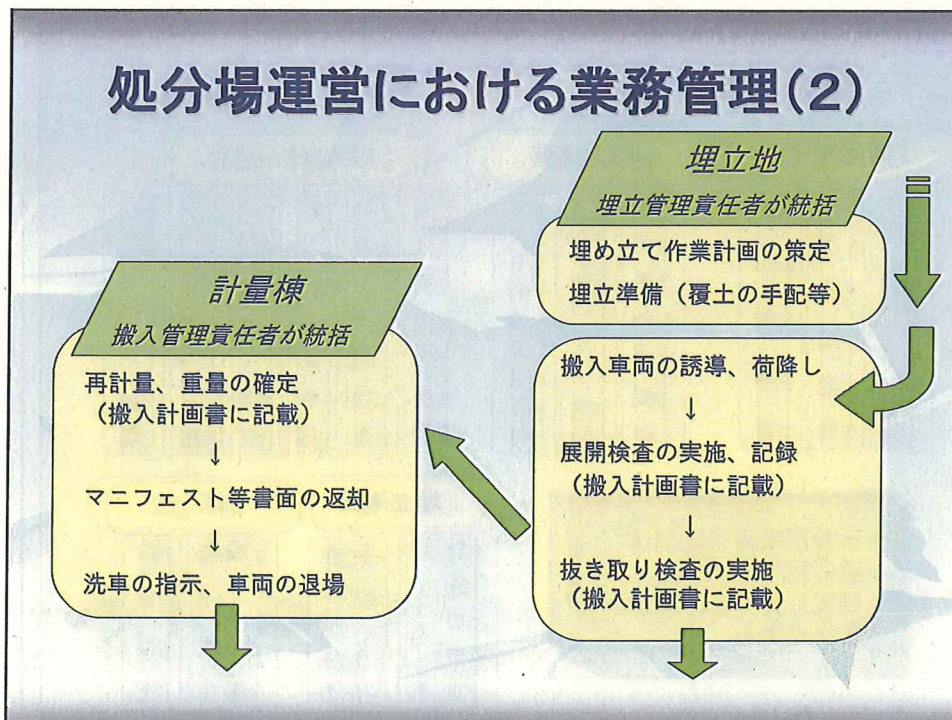 処分場運営における業務管理(2)
埋立地
埋立管理責任者が統括
埋め立て作業計画の策定
埋立準備(覆土の手配等)
搬入車両の誘導、荷降し
↓
展開検査の実施、記録
(搬入計画書に記載)
↓
抜き取り検査の実施
(搬入計画書に記載)
計量棟
搬入管理責任者が統括
再計量、重量の確定
(搬入計画書に記載)
↓
マニフェスト等書面の返却
↓
洗車の指示、車両の退場